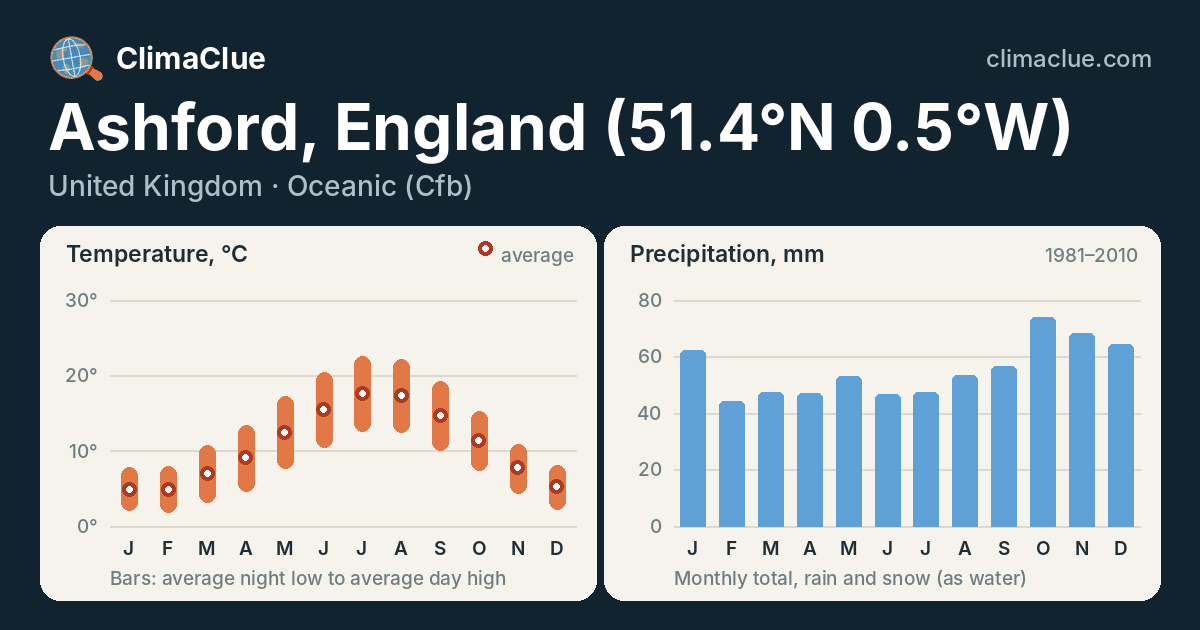 ClimaClue
climaclue.com
Ashford, England (51.4°N 0.5°W)
United Kingdom · Oceanic (Cfb)
Temperature, °C
average
30°
20°
10°
0°
J F M A M J J A S O N D
Bars: average night low to average day high
Precipitation, mm
1981–2010
80
60
40
20
0
J F M A M J J A S O N D
Monthly total, rain and snow (as water)